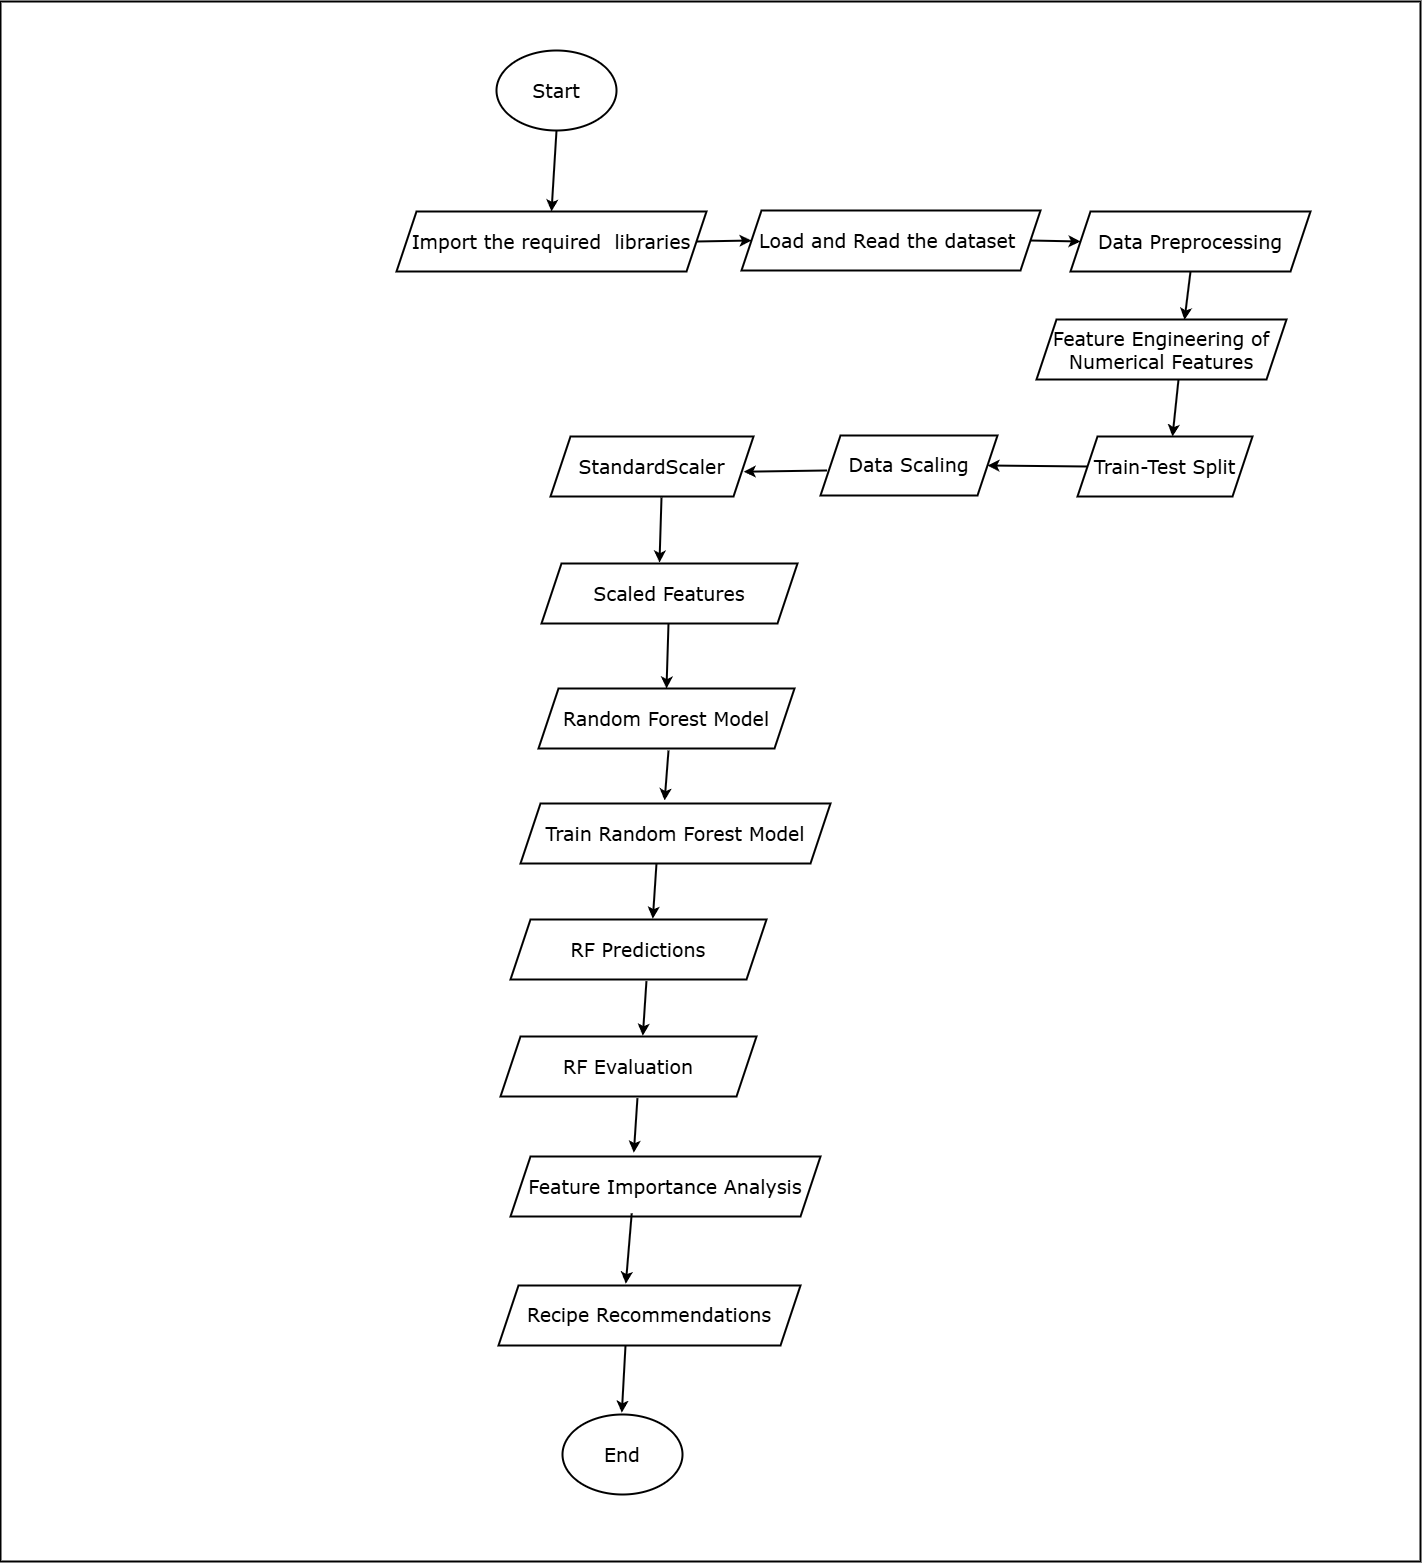 Start
Import the required  libraries
Load and Read the dataset
Data Preprocessing
Feature Engineering of
Numerical Features
Train-Test Split
Data Scaling
StandardScaler
Scaled Features
Random Forest Model
Train Random Forest Model
RF Predictions
RF Evaluation
Feature Importance Analysis
Recipe Recommendations
End